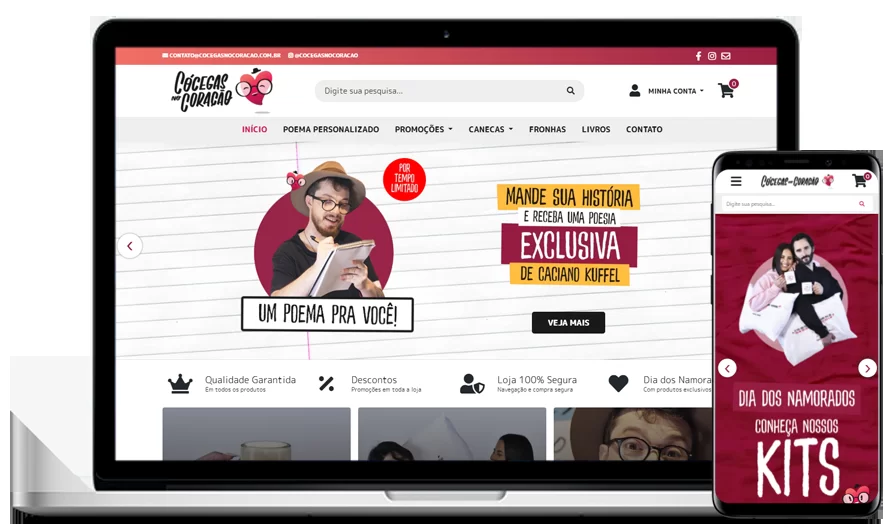 CONTATO@COCEGASNOCORACAO.COM.BR @COCEGASNOCORACAO
CÓCEGAS
NO CORAÇÃO
Digite sua pesquisa...
MINHA CONTA
0
INÍCIO POEMA PERSONALIZADO PROMOÇÕES CANECAS FRONHAS LIVROS CONTATO
POR
TEMPO
LIMITADO
UM POEMA PRA VOCÊ!
MANDE SUA HISTÓRIA
E RECEBA UMA POESIA
EXCLUSIVA
DE CACIANO KUFFEL
VEJA MAIS
Qualidade Garantida
Em todos os produtos
Descontos
Promoções em toda a loja
Loja 100% Segura
Navegação e compra segura
Dia dos Namora
Com produtos exclusivos
CÓCEGAS NO CORAÇÃO
0
Digite sua pesquisa...
DIA DOS NAMORADOS
CONHEÇA NOSSOS
KITS